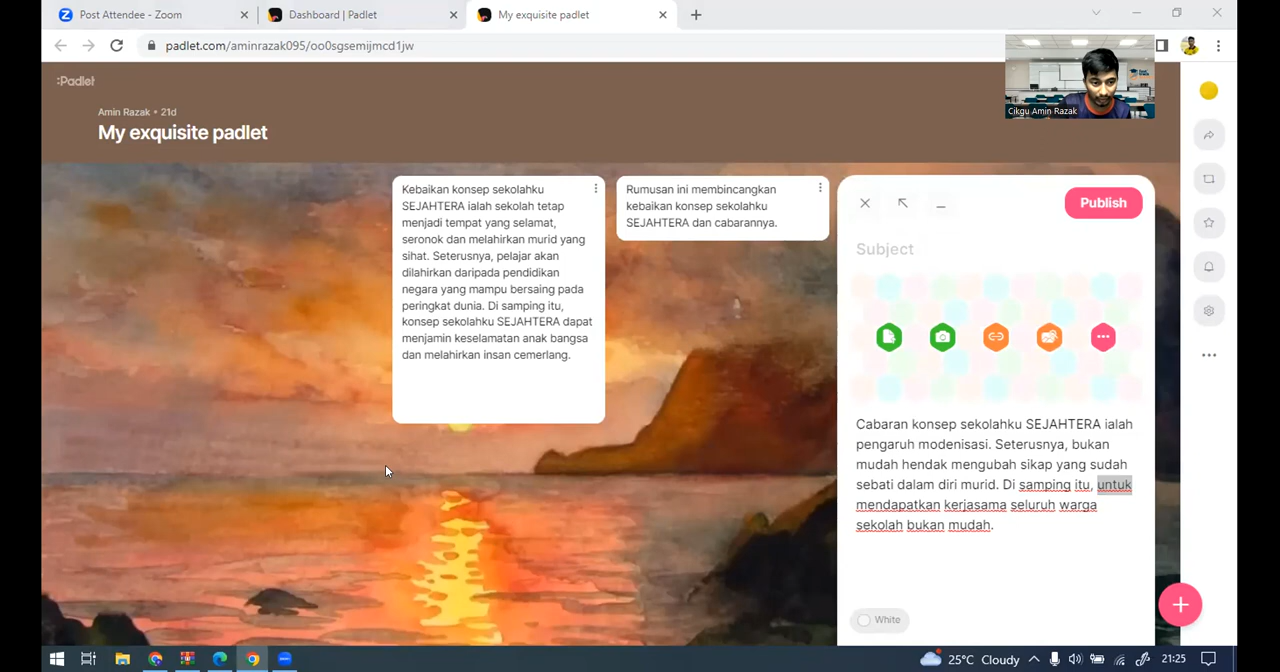 Post Attendee - Zoom
Dashboard | Padlet
My exquisite padlet
padlet.com/aminrazak095/oo0sgsemijmcd1jw
:Padlet
Amin Razak • 21d
My exquisite padlet
Cikgu Amin Razak
Kebaikan konsep sekolahku
SEJAHTERA ialah sekolah tetap
menjadi tempat yang selamat,
seronok dan melahirkan murid yang
sihat. Seterusnya, pelajar akan
dilahirkan daripada pendidikan
negara yang mampu bersaing pada
peringkat dunia. Di samping itu,
konsep sekolahku SEJAHTERA dapat
menjamin keselamatan anak bangsa
dan melahirkan insan cemerlang.
Rumusan ini membincangkan
kebaikan konsep sekolahku
SEJAHTERA dan cabarannya.
Publish
Subject
Cabaran konsep sekolahku SEJAHTERA ialah
pengaruh modenisasi. Seterusnya, bukan
mudah hendak mengubah sikap yang sudah
sebati dalam diri murid. Di samping itu, untuk
mendapatkan kerjasama seluruh warga
sekolah bukan mudah.
White
25°C Cloudy
21:25